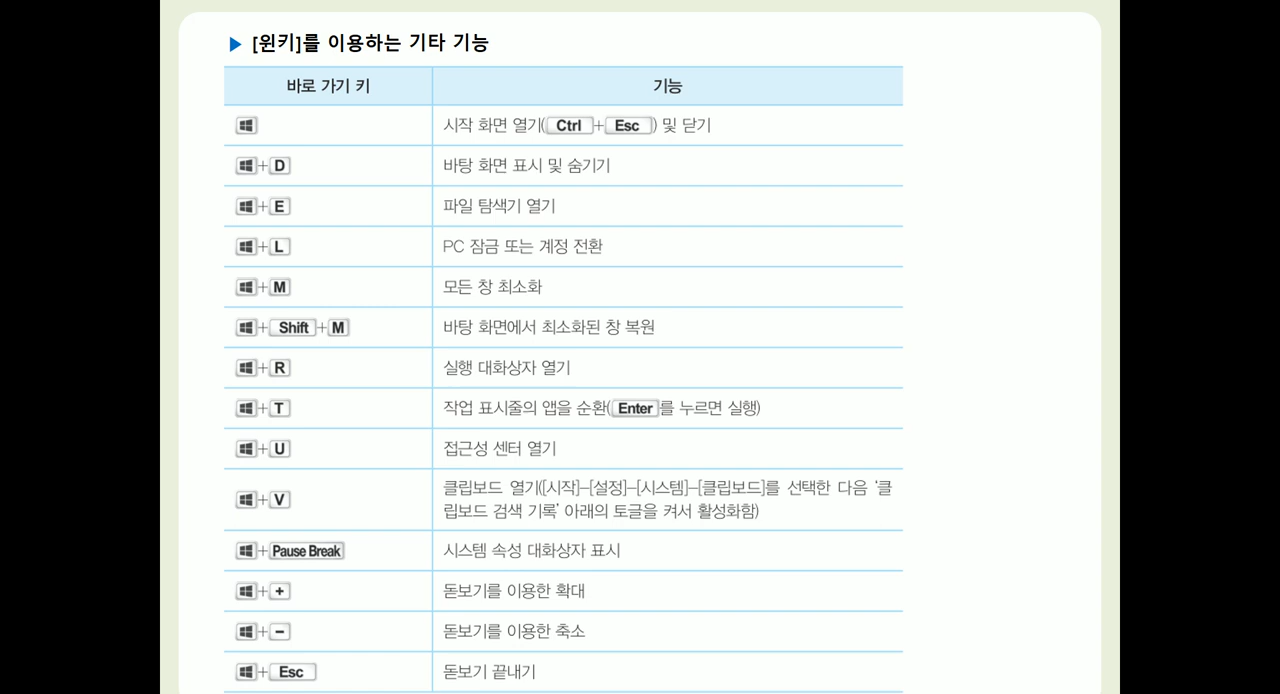 ▶ [윈키]를 이용하는 기타 기능
바로 가기 키 기능
시작 화면 열기(Ctrl+Esc) 및 닫기
+D 바탕 화면 표시 및 숨기기
+E 파일 탐색기 열기
+L PC 잠금 또는 계정 전환
+M 모든 창 최소화
+Shift+M 바탕 화면에서 최소화된 창 복원
+R 실행 대화상자 열기
+T 작업 표시줄의 앱을 순환(Enter를 누르면 실행)
+U 접근성 센터 열기
+V 클립보드 열기([시작]–[설정]–[시스템]–[클립보드]를 선택한 다음 ‘클
립보드 검색 기록’ 아래의 토글을 켜서 활성화함)
+Pause Break 시스템 속성 대화상자 표시
++ 돋보기를 이용한 확대
+- 돋보기를 이용한 축소
+Esc 돋보기 끝내기